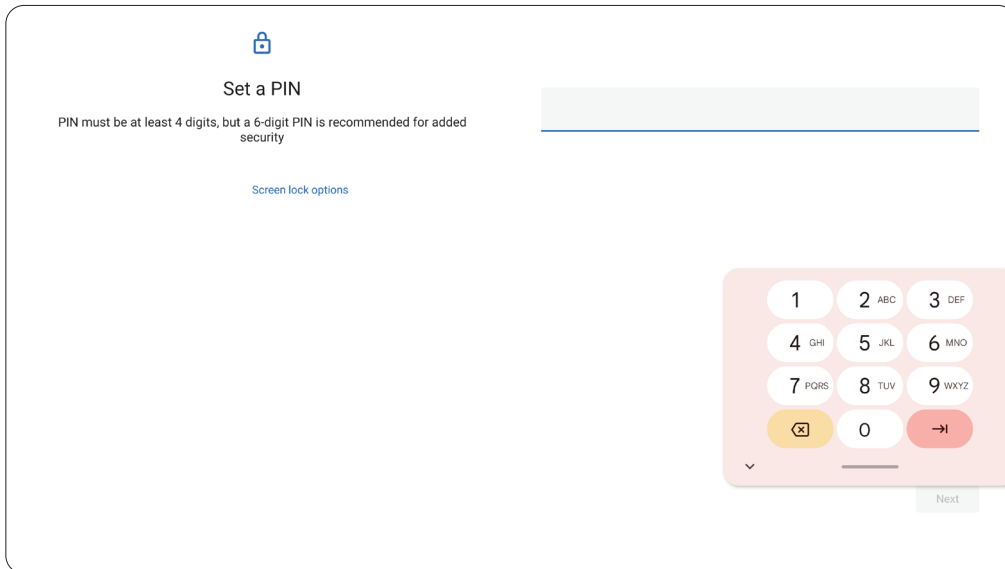 Set a PIN
PIN must be at least 4 digits, but a 6-digit PIN is recommended for added
security
Screen lock options
1
2 ABC
3 DEF
4 GHI
5 JKL
6 MNO
7 PQRS
8 TUV
9 WXYZ
0
Next